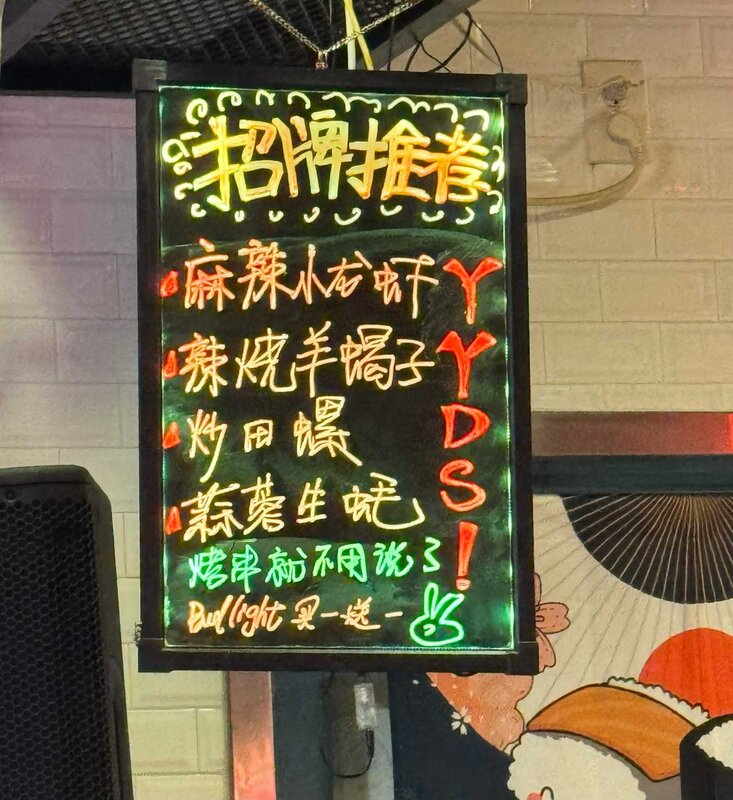 招牌推荐
麻辣小龙虾
辣烧羊蝎子
炒田螺
蒜蓉生蚝
烤串就不用说了
Bud light 买一送一
YYDS!